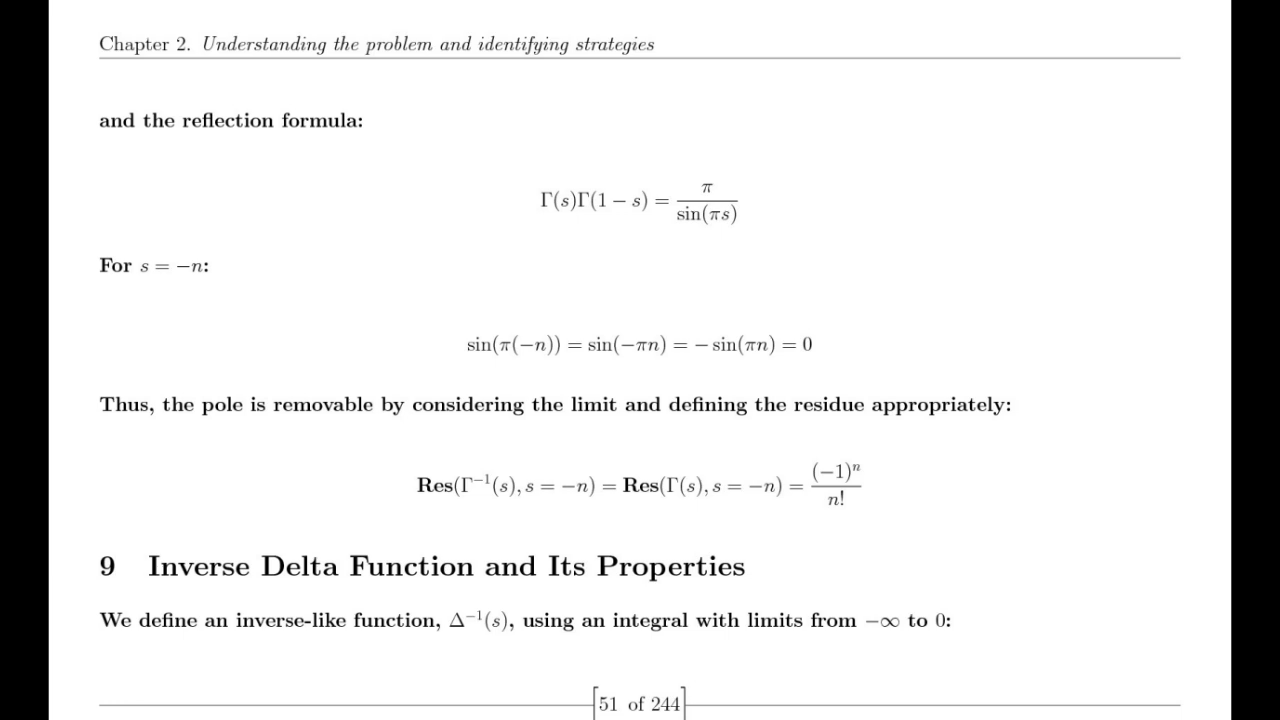 Chapter 2. Understanding the problem and identifying strategies
and the reflection formula:
Γ(s)Γ(1 − s) = π / sin(πs)
For s = −n:
sin(π(−n)) = sin(−πn) = − sin(πn) = 0
Thus, the pole is removable by considering the limit and defining the residue appropriately:
Res(Γ⁻¹(s), s = −n) = Res(Γ(s), s = −n) = (−1)ⁿ / n!
9 Inverse Delta Function and Its Properties
We define an inverse-like function, Δ⁻¹(s), using an integral with limits from −∞ to 0:
[51 of 244]